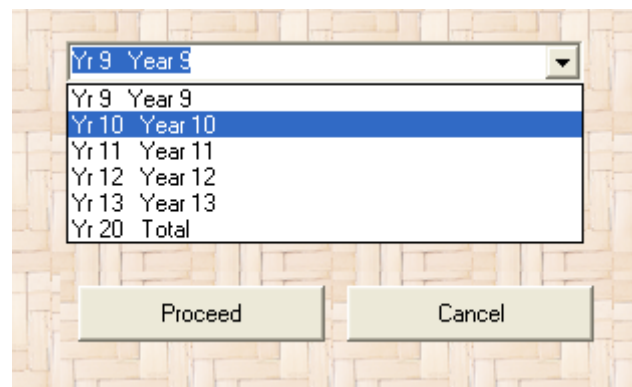 Yr 9 Year 9
Yr 9 Year 9
Yr 10 Year 10
Yr 11 Year 11
Yr 12 Year 12
Yr 13 Year 13
Yr 20 Total
Proceed Cancel